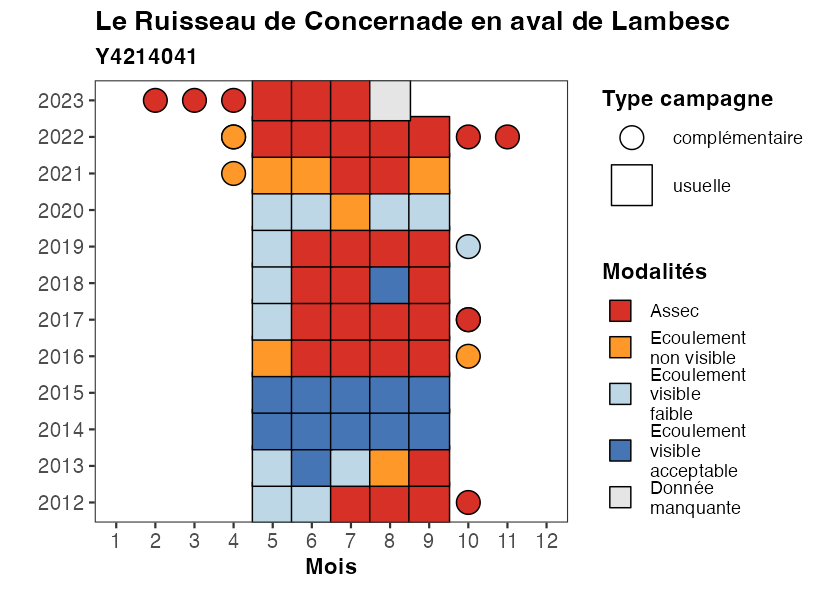 Le Ruisseau de Concernade en aval de Lambesc
Y4214041
2023
2022
2021
2020
2019
2018
2017
2016
2015
2014
2013
2012
1 2 3 4 5 6 7 8 9 10 11 12
Mois
Type campagne
complémentaire
usuelle
Modalités
Assec
Ecoulement
non visible
Ecoulement
visible
faible
Ecoulement
visible
acceptable
Donnée
manquante